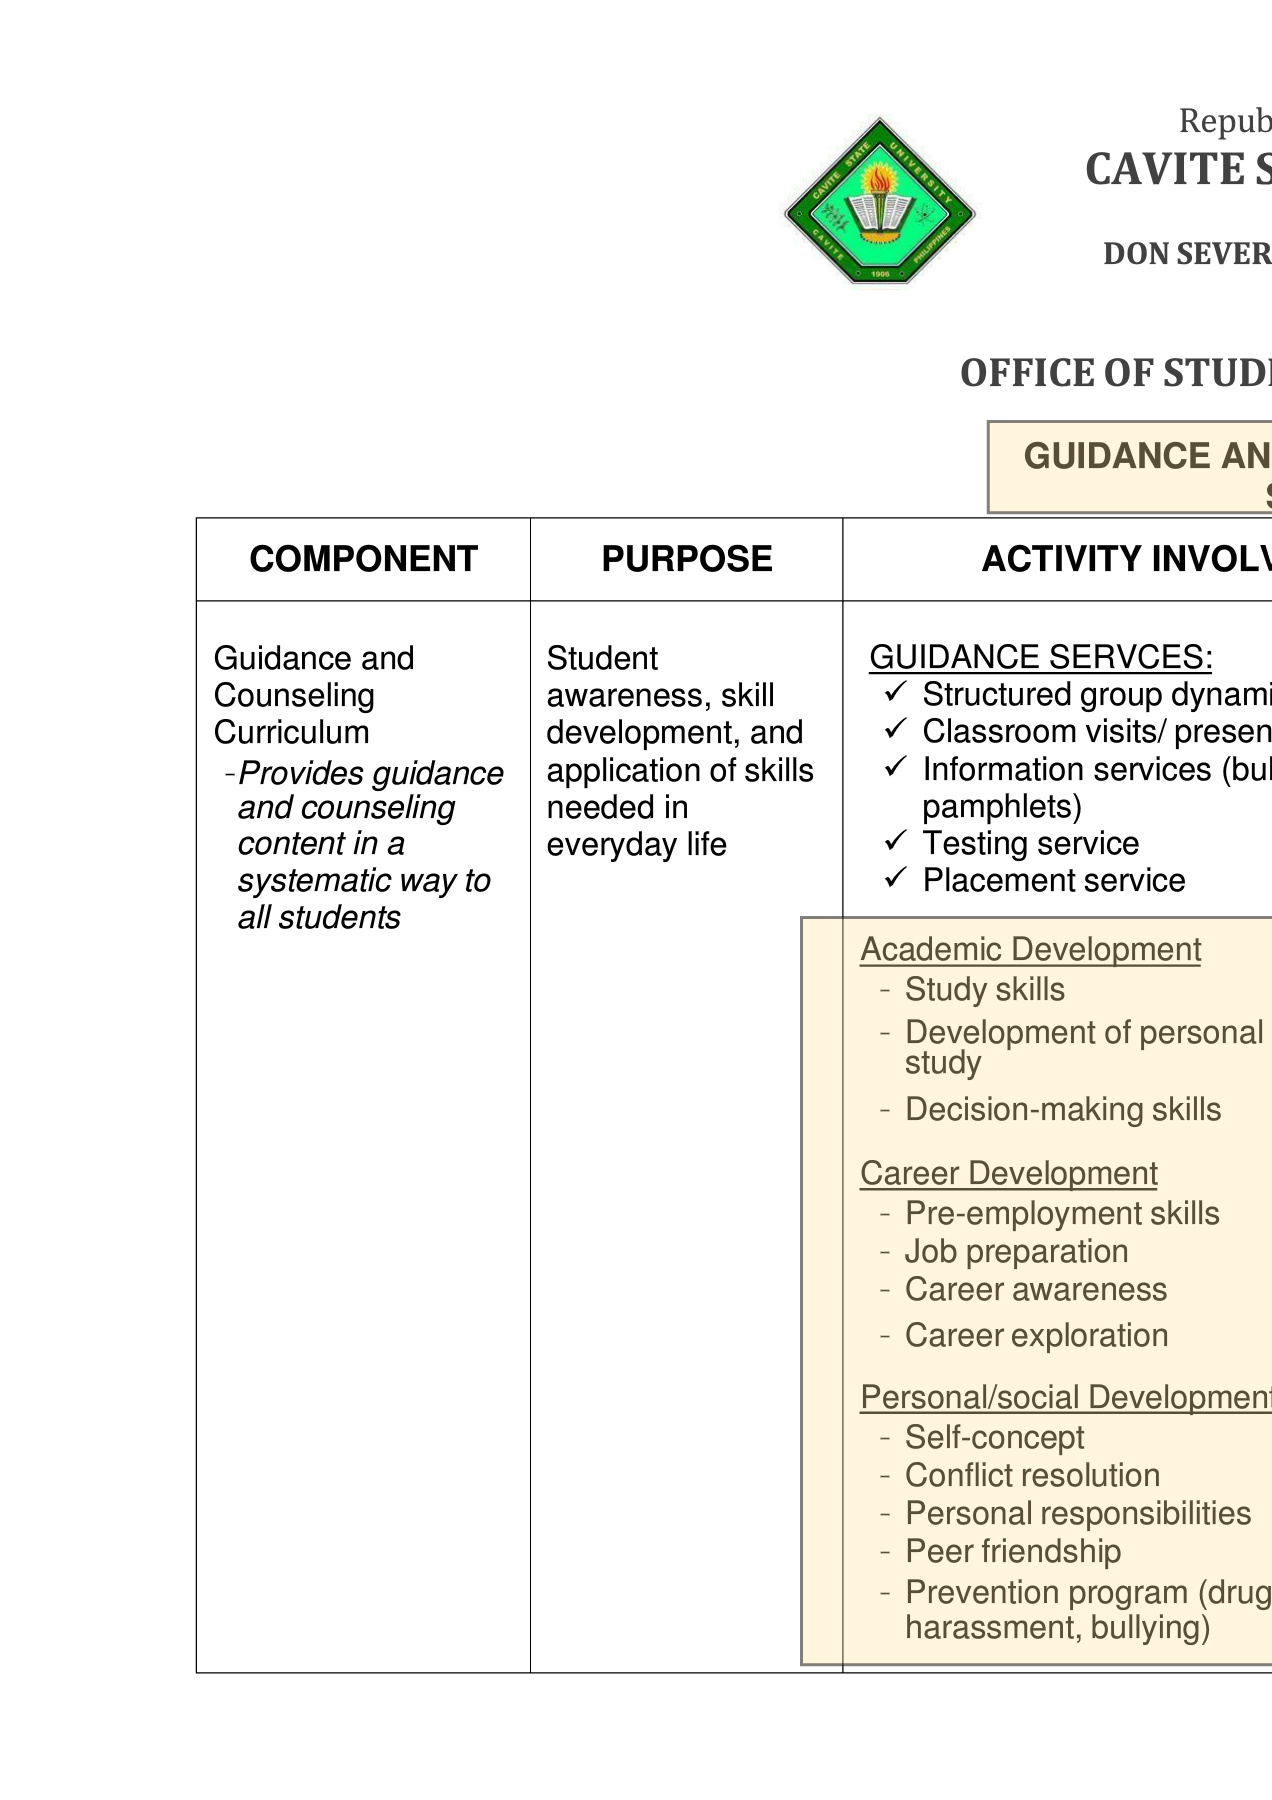 CAVITE STATE UNIVERSITY
CAVITE
PHILIPPINES
1906
Repub
CAVITE S
DON SEVER
OFFICE OF STUD
GUIDANCE AN
S
COMPONENT
PURPOSE
ACTIVITY INVOLV
Guidance and
Counseling
Curriculum
-Provides guidance
and counseling
content in a
systematic way to
all students
Student
awareness, skill
development, and
application of skills
needed in
everyday life
GUIDANCE SERVCES:
✓ Structured group dynami
✓ Classroom visits/ presen
✓ Information services (bul
pamphlets)
✓ Testing service
✓ Placement service
Academic Development
- Study skills
- Development of personal
study
- Decision-making skills
Career Development
- Pre-employment skills
- Job preparation
- Career awareness
- Career exploration
Personal/social Development
- Self-concept
- Conflict resolution
- Personal responsibilities
- Peer friendship
- Prevention program (drug
harassment, bullying)